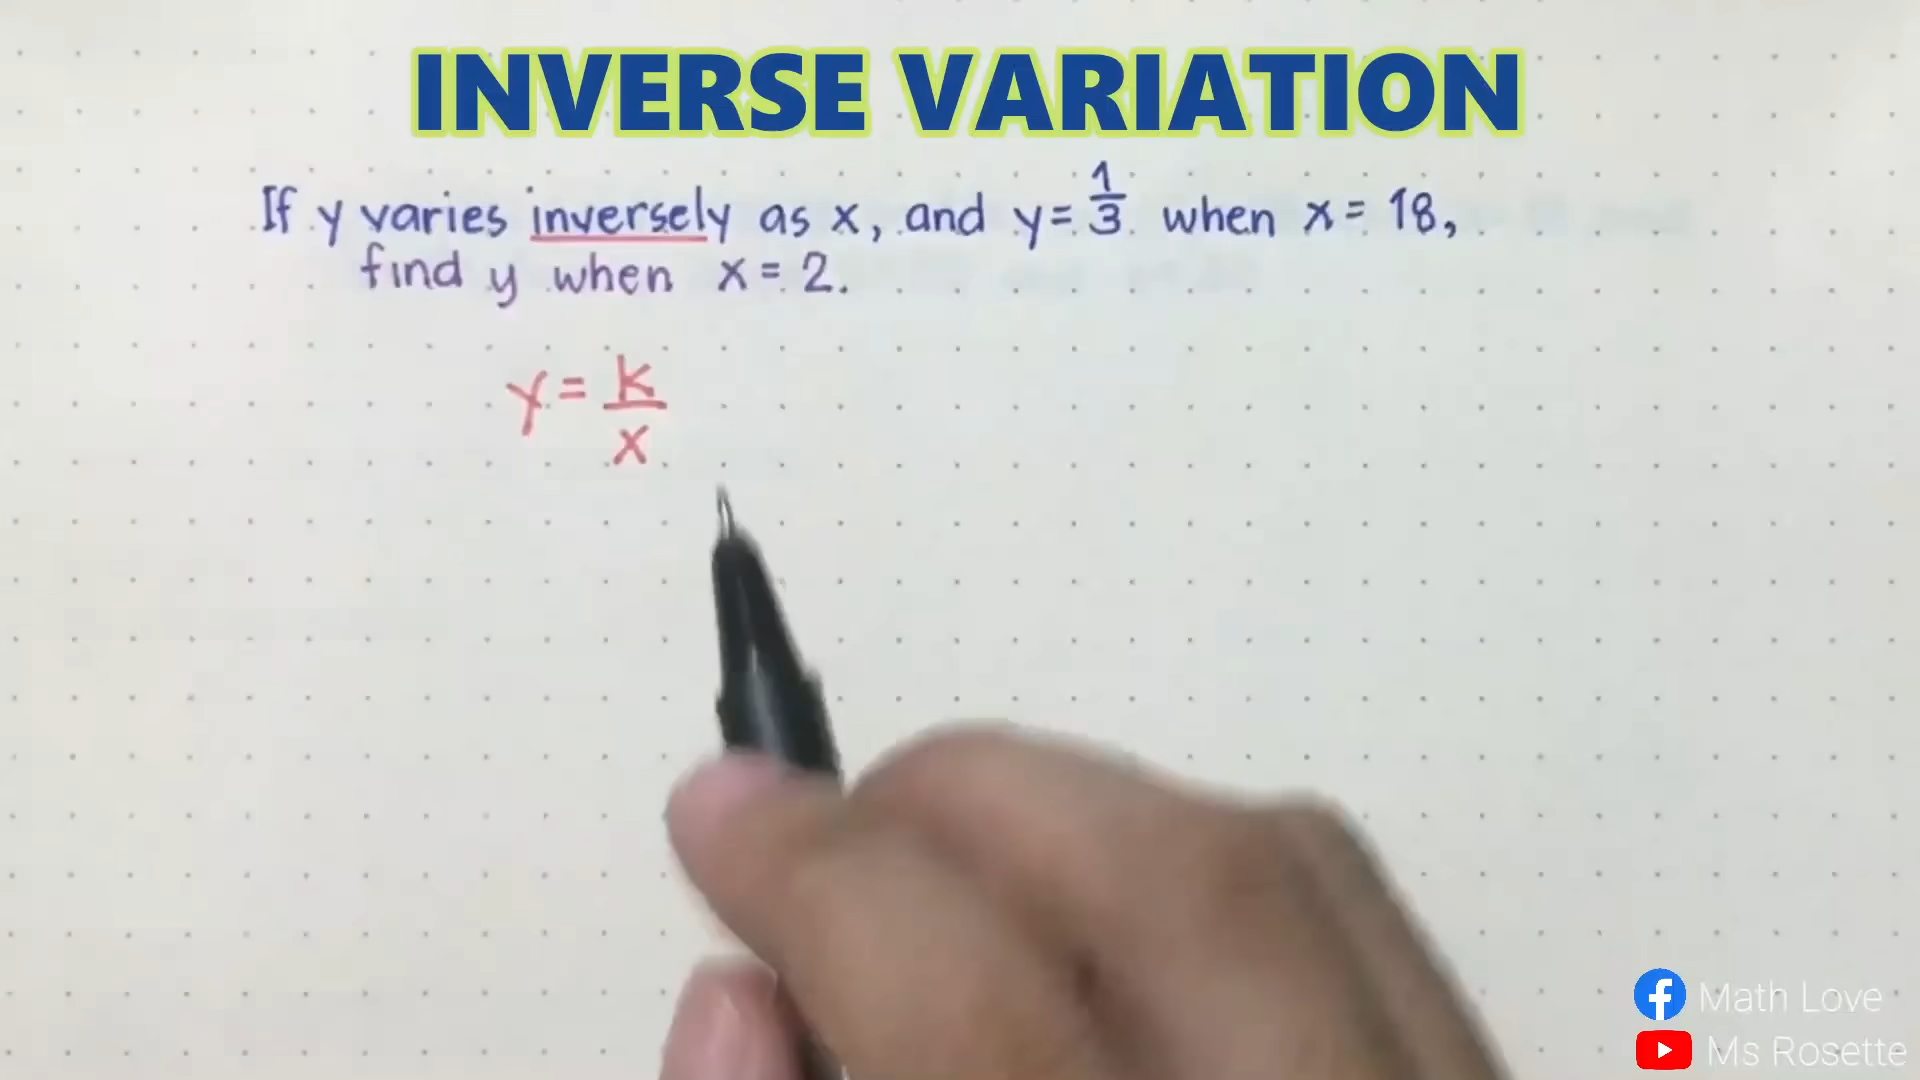 INVERSE VARIATION
If y varies inversely as x, and y = 1/3 when x = 18,
find y when x = 2.
y = k/x
Math Love
Ms Rosette